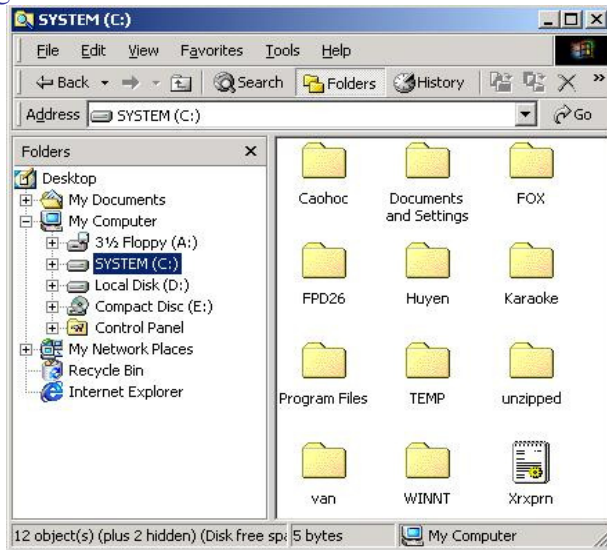 SYSTEM (C:)
File Edit View Favorites Tools Help
Back Search Folders History »
Address SYSTEM (C:) Go
Folders x
Desktop
My Documents
My Computer
3½ Floppy (A:)
SYSTEM (C:)
Local Disk (D:)
Compact Disc (E:)
Control Panel
My Network Places
Recycle Bin
Internet Explorer
Caohoc Documents and Settings FOX
FPD26 Huyen Karaoke
Program Files TEMP unzipped
van WINNT Xrxprn
12 object(s) (plus 2 hidden) (Disk free spa 5 bytes My Computer